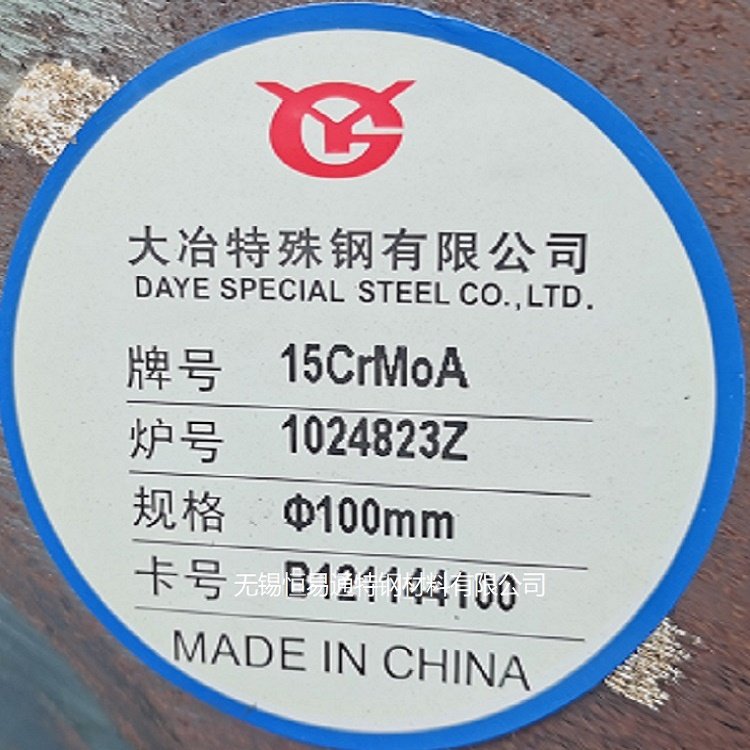 大冶特殊钢有限公司
DAYE SPECIAL STEEL CO.,LTD.
牌号 15CrMoA
炉号 1024823Z
规格 Φ100mm
卡号 B121144100
无锡恒易通特钢材料有限公司
MADE IN CHINA